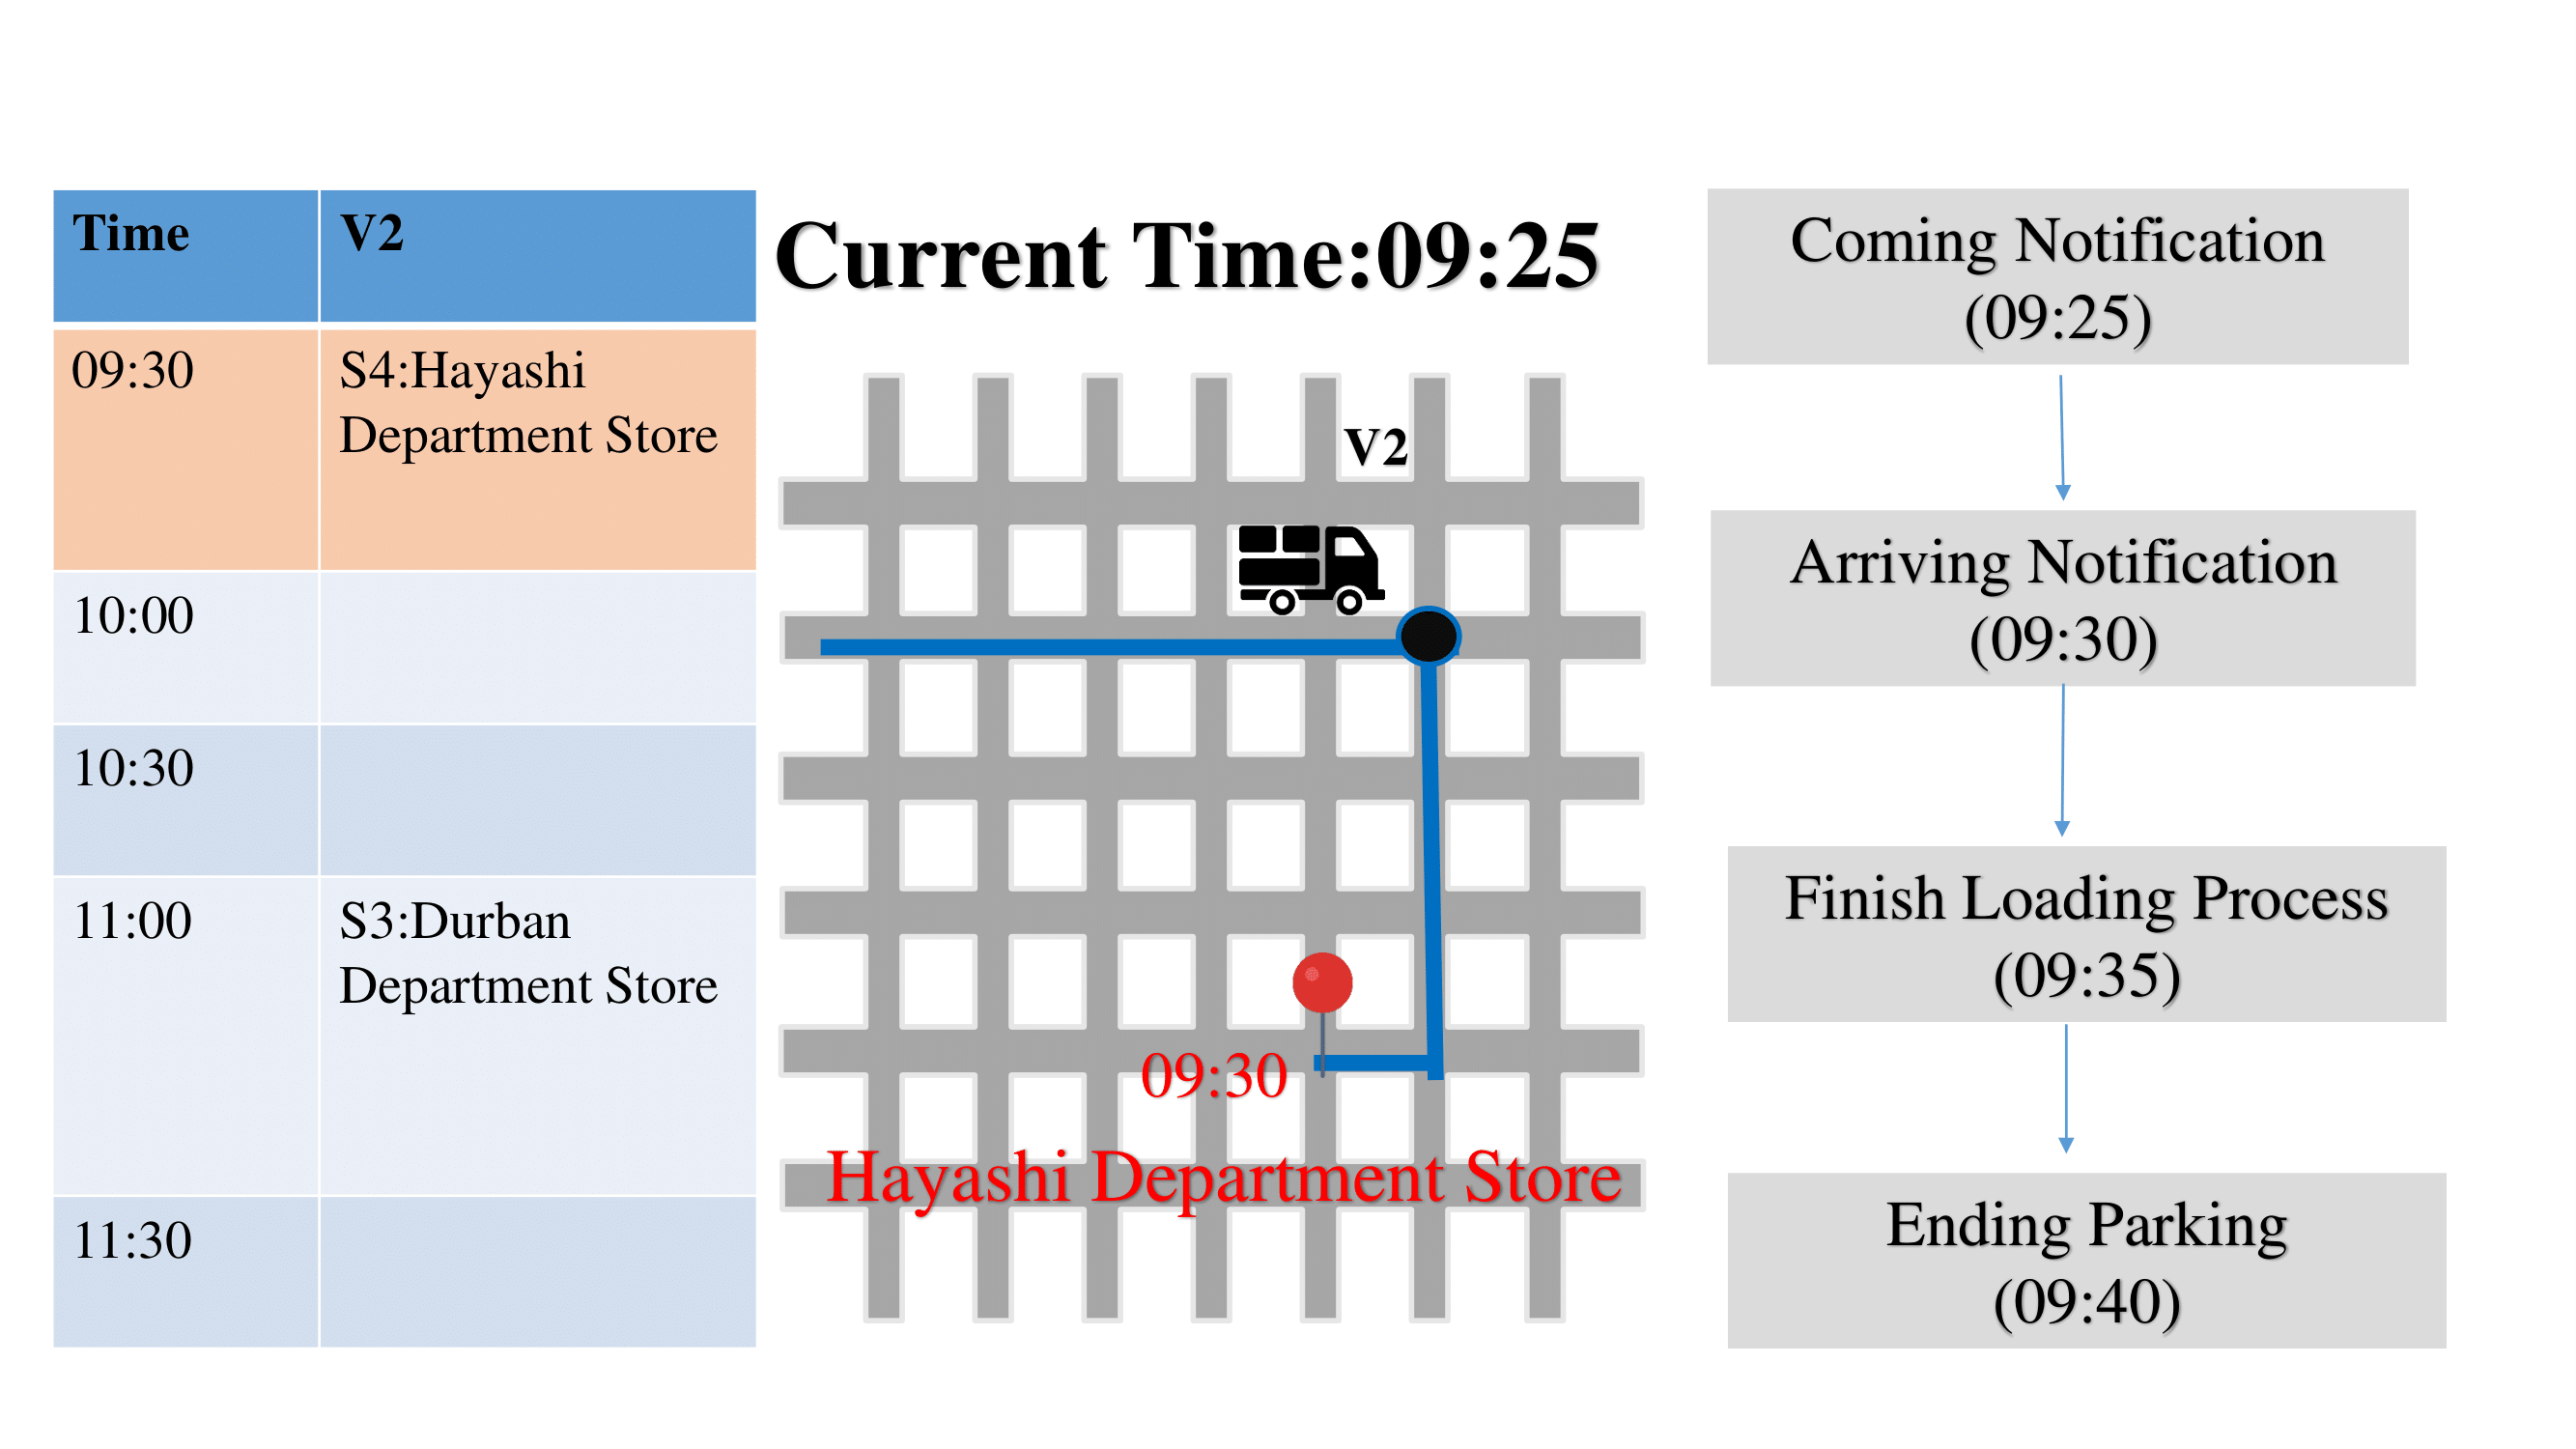 Time
V2
09:30
S4:Hayashi
Department Store
10:00
10:30
11:00
S3:Durban
Department Store
11:30
Current Time:09:25
V2
09:30
Hayashi Department Store
Coming Notification
(09:25)
Arriving Notification
(09:30)
Finish Loading Process
(09:35)
Ending Parking
(09:40)